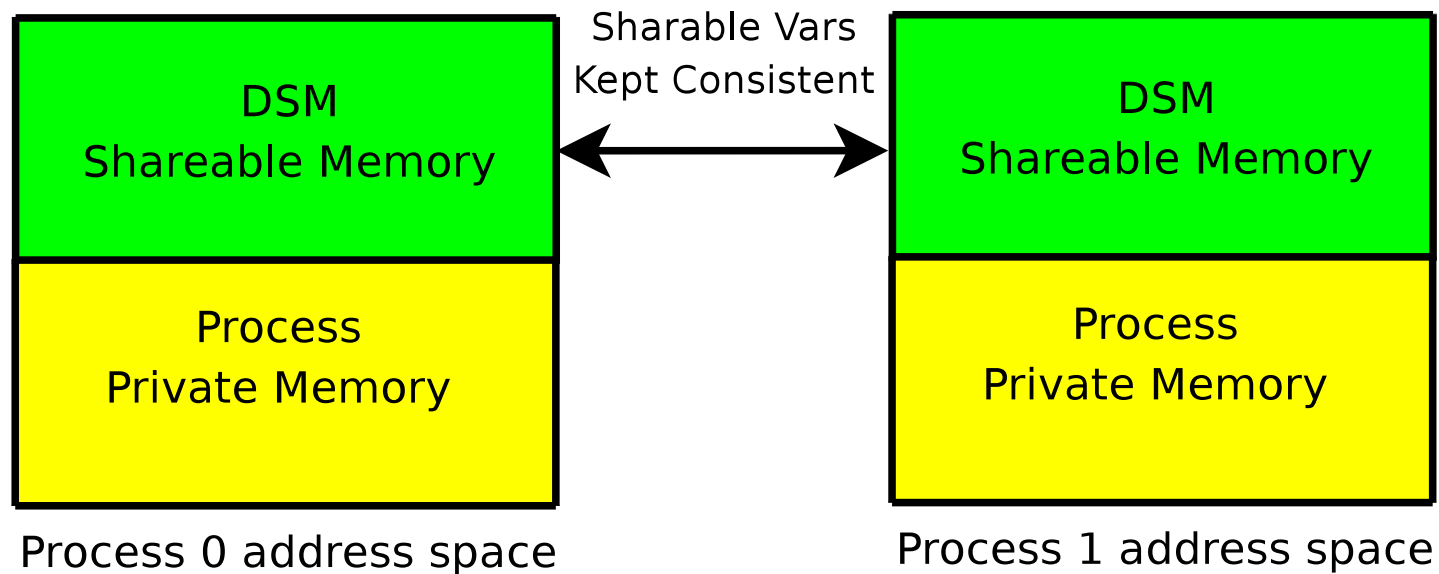 DSM
Shareable Memory
Process
Private Memory
Process 0 address space
Sharable Vars
Kept Consistent
DSM
Shareable Memory
Process
Private Memory
Process 1 address space